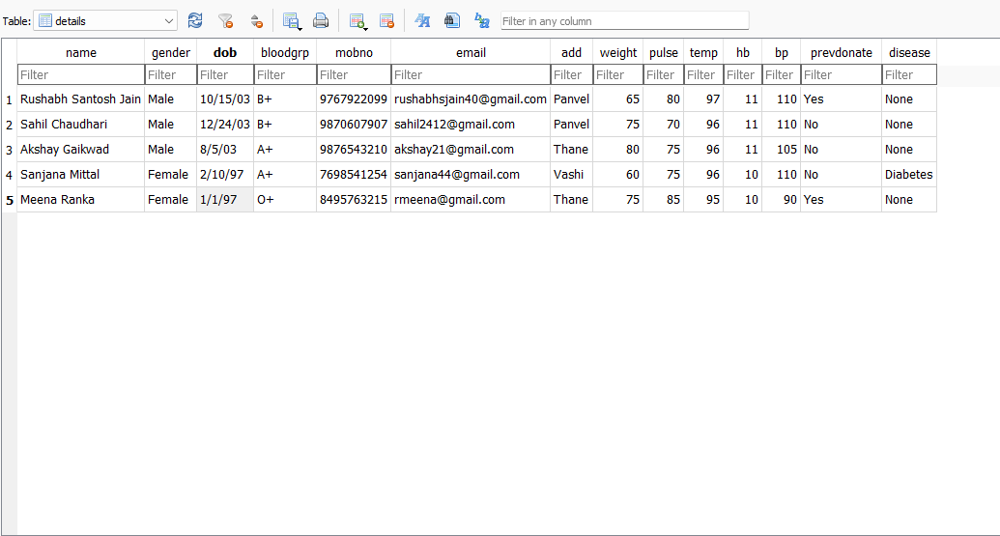 Table: details Filter in any column
name gender dob bloodgrp mobno email add weight pulse temp hb bp prevdonate disease
Filter Filter Filter Filter Filter Filter Filter Filter Filter Filter Filter Filter Filter Filter
1 Rushabh Santosh Jain Male 10/15/03 B+ 9767922099 rushabhsjain40@gmail.com Panvel 65 80 97 11 110 Yes None
2 Sahil Chaudhari Male 12/24/03 B+ 9870607907 sahil2412@gmail.com Panvel 75 70 96 11 110 No None
3 Akshay Gaikwad Male 8/5/03 A+ 9876543210 akshay21@gmail.com Thane 80 75 96 11 105 No None
4 Sanjana Mittal Female 2/10/97 A+ 7698541254 sanjana44@gmail.com Vashi 60 75 96 10 110 No Diabetes
5 Meena Ranka Female 1/1/97 O+ 8495763215 rmeena@gmail.com Thane 75 85 95 10 90 Yes None